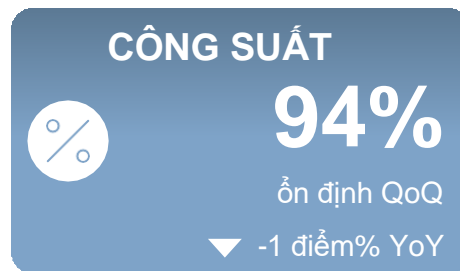 CÔNG SUẤT
94%
ổn định QoQ
-1 điểm% YoY